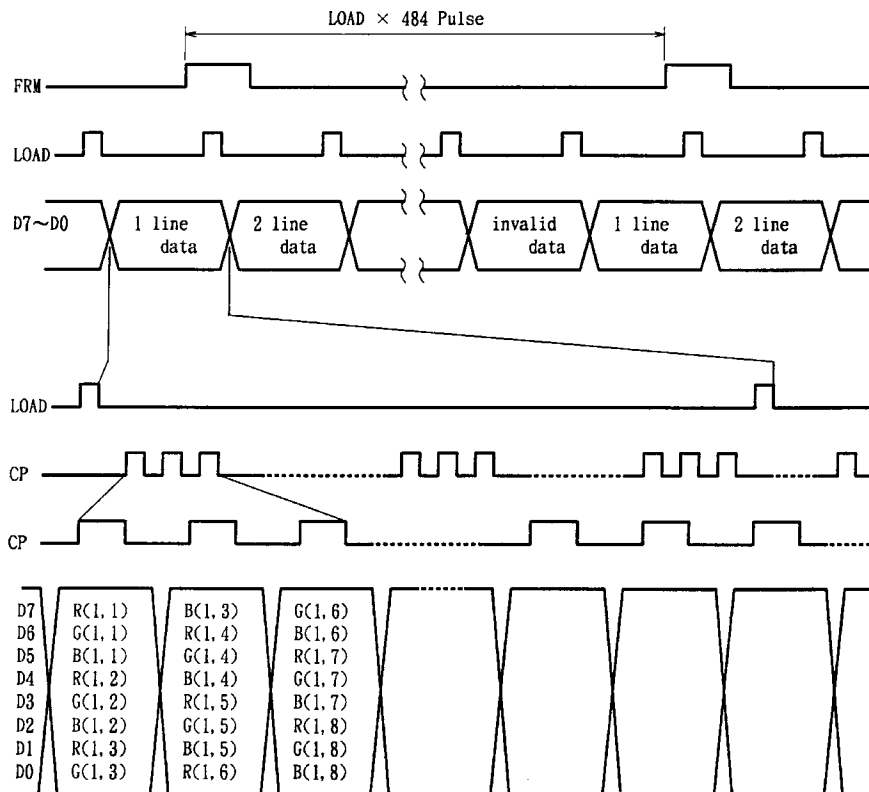 LOAD × 484 Pulse
FRM
LOAD
D7~D0 1 line data 2 line data invalid data 1 line data 2 line data
LOAD
CP
CP
D7 R(1,1) B(1,3) G(1,6)
D6 G(1,1) R(1,4) B(1,6)
D5 B(1,1) G(1,4) R(1,7)
D4 R(1,2) B(1,4) G(1,7)
D3 G(1,2) R(1,5) B(1,7)
D2 B(1,2) G(1,5) R(1,8)
D1 R(1,3) B(1,5) G(1,8)
D0 G(1,3) R(1,6) B(1,8)